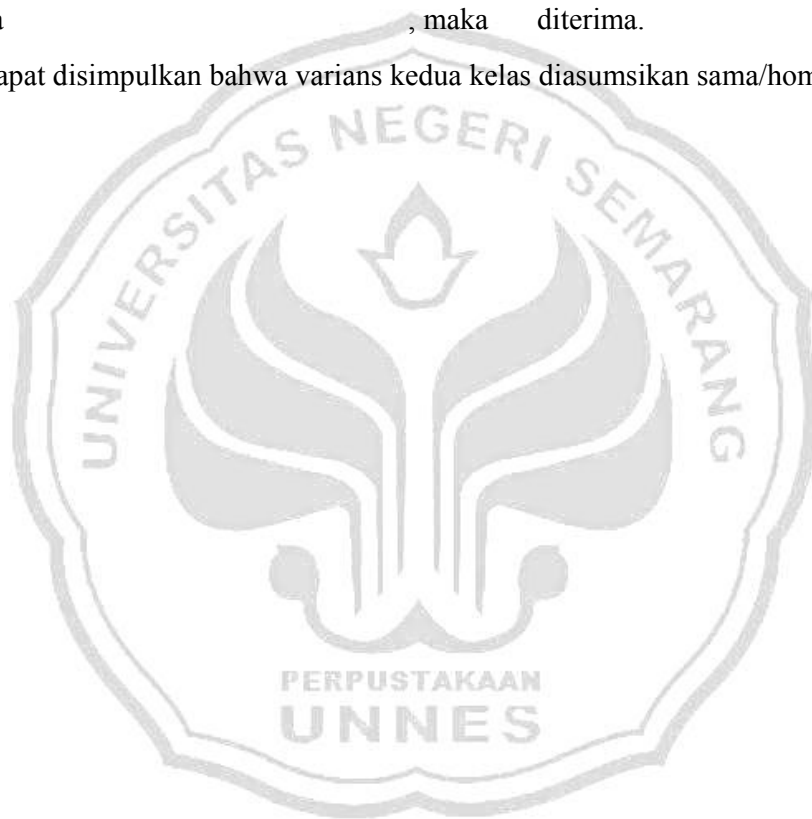 , maka diterima.
apat disimpulkan bahwa varians kedua kelas diasumsikan sama/hom
UNIVERSITAS NEGERI SEMARANG
PERPUSTAKAAN
UNNES